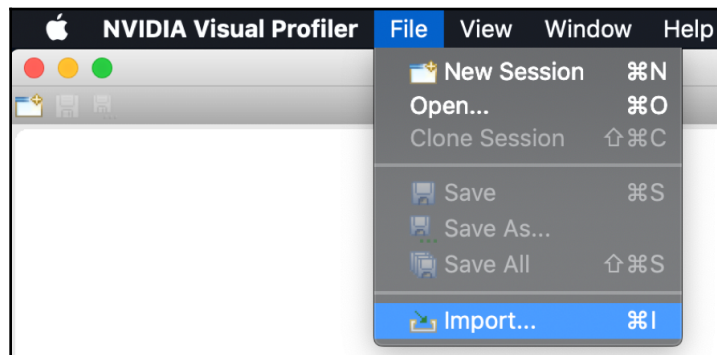 NVIDIA Visual Profiler File View Window Help
New Session ⌘N
Open... ⌘O
Clone Session ⇧⌘C
Save ⌘S
Save As...
Save All ⇧⌘S
Import... ⌘I